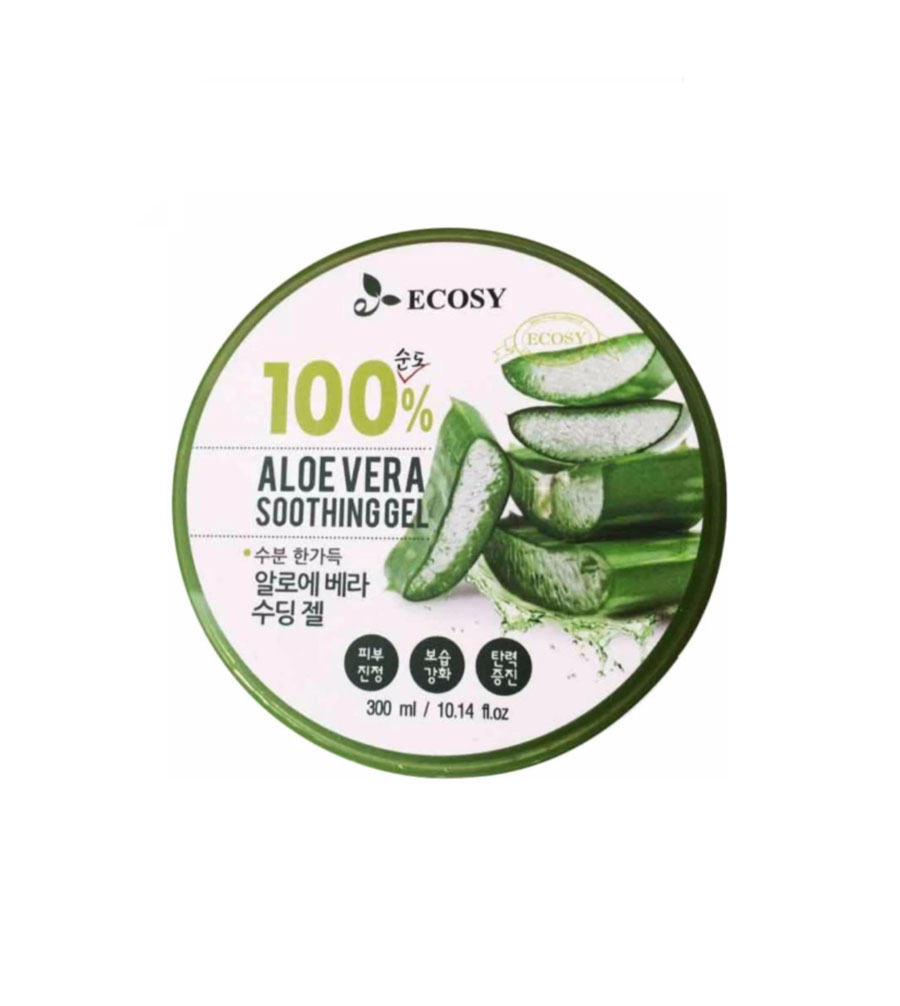 ECOSY
ECOSY
순도
100%
ALOE VERA
SOOTHING GEL
수분 한가득
알로에 베라
수딩 젤
피부
진정
보습
강화
탄력
증진
300 ml / 10.14 fl.oz